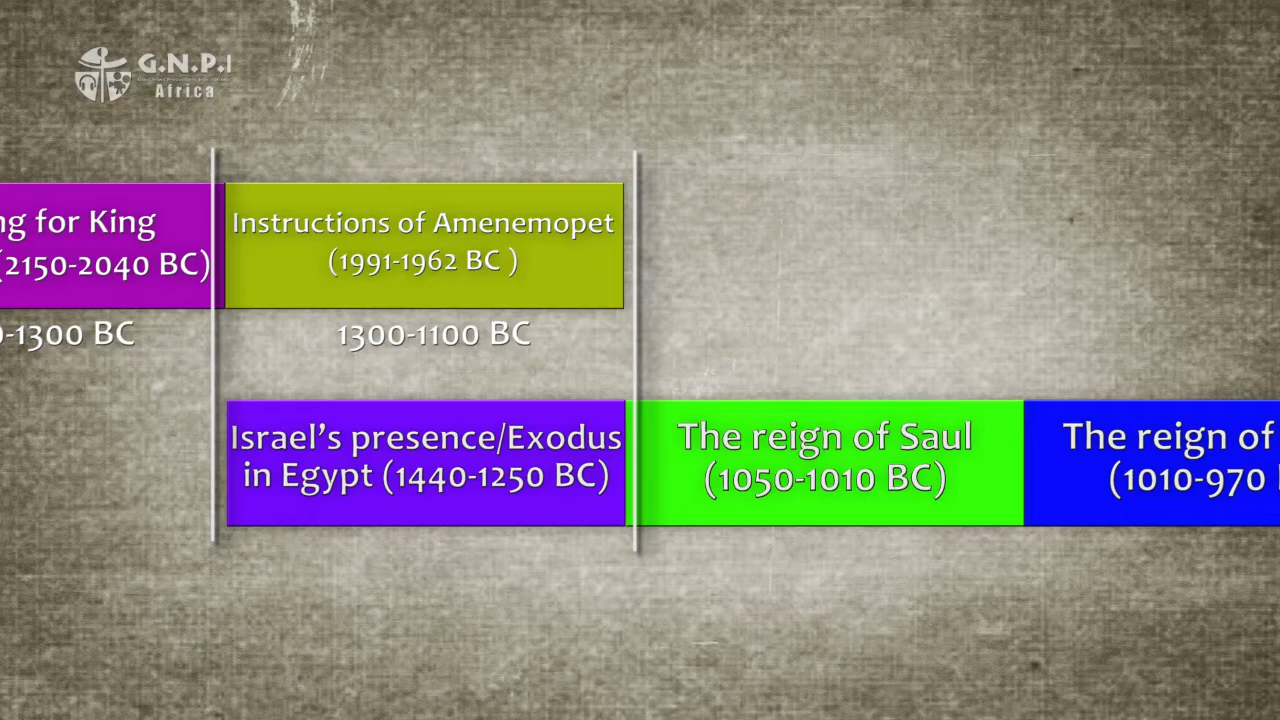 G.N.P.I
Africa
ng for King
(2150-2040 BC)
Instructions of Amenemopet
(1991-1962 BC )
0-1300 BC
1300-1100 BC
Israel’s presence/Exodus
in Egypt (1440-1250 BC)
The reign of Saul
(1050-1010 BC)
The reign of
(1010-970